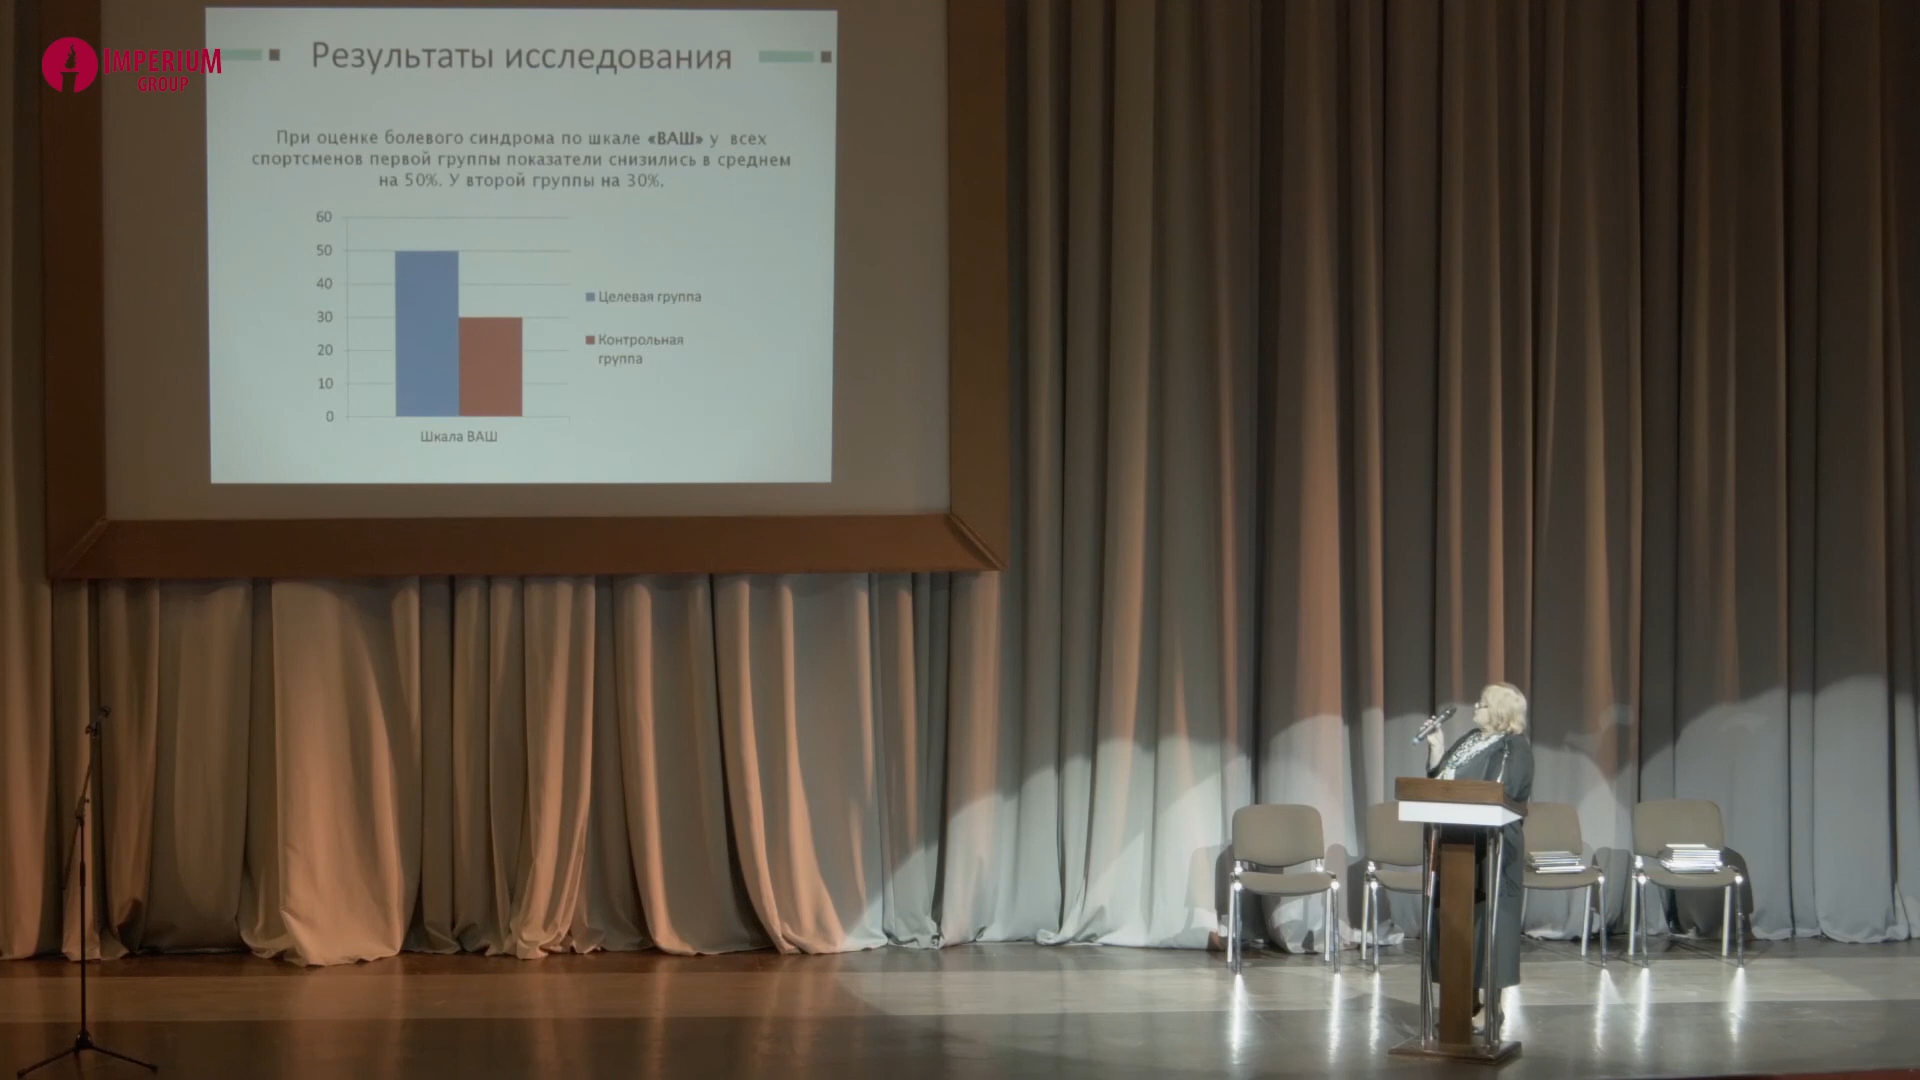 IMPERIUM
GROUP
Результаты исследования
При оценке болевого синдрома по шкале «ВАШ» у всех
спортсменов первой группы показатели снизились в среднем
на 50%. У второй группы на 30%.
60
50
40
30
20
10
0
Целевая группа
Контрольная
группа
Шкала ВАШ